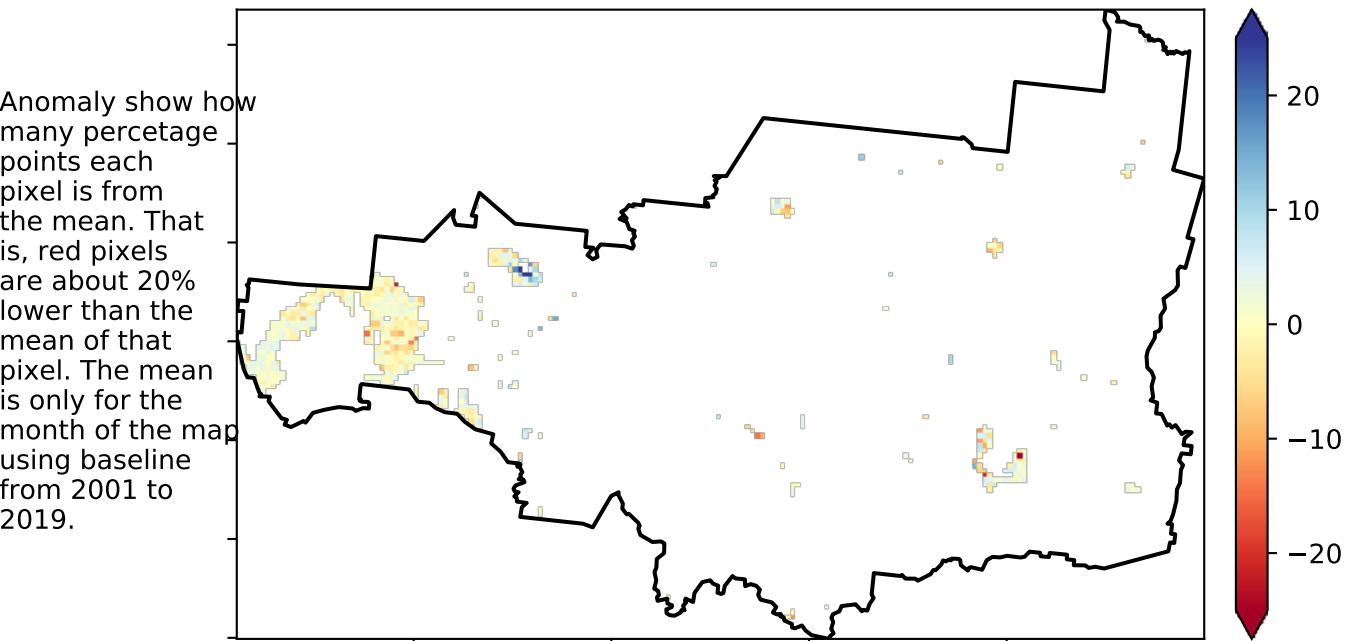 Anomaly show how
many percetage
points each
pixel is from
the mean. That
is, red pixels
are about 20%
lower than the
mean of that
pixel. The mean
is only for the
month of the map
using baseline
from 2001 to
2019.
20
10
0
−10
−20